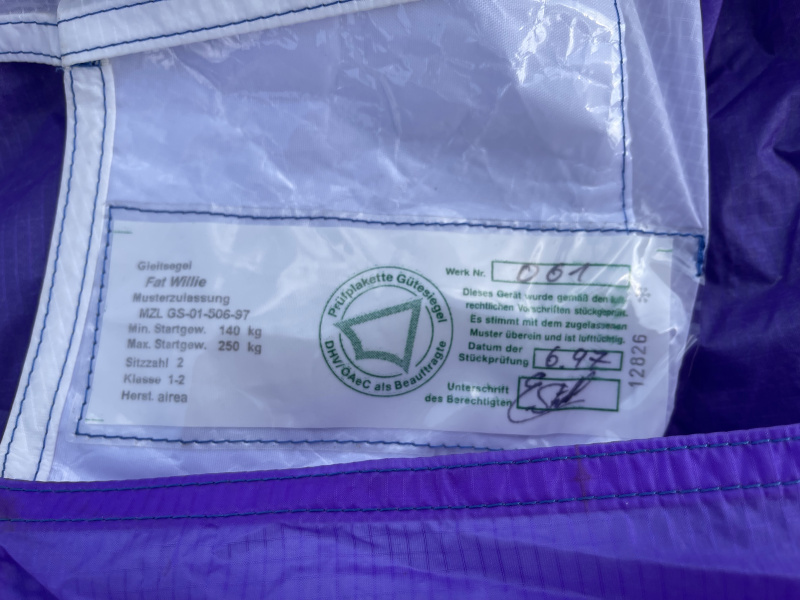 Gleitsegel
Fat Willie
Musterzulassung
MZL GS-01-506-97
Min. Startgew. 140 kg
Max. Startgew. 250 kg
Sitzzahl 2
Klasse 1-2
Herst. airea
Prüfplakette Gütesiegel
DHV/ÖAeC als Beauftragte
Werk Nr. 061
Dieses Gerät wurde gemäß den luft-
rechtlichen Vorschriften stückgeprüft.
Es stimmt mit dem zugelassenen
Muster überein und ist lufttüchtig.
Datum der
Stückprüfung 6.97
Unterschrift
des Berechtigten
12826